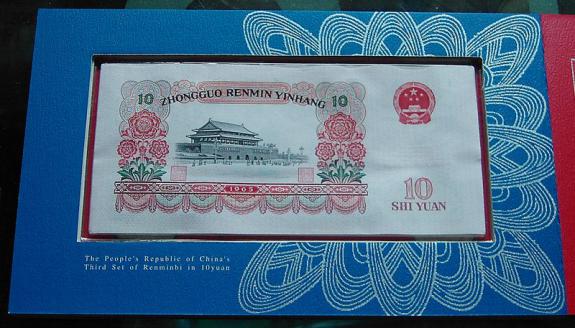 10 ZHONGGUO RENMIN YINHANG 10
1965
10
SHI YUAN
The People's Republic of China's
Third Set of Renminbi in 10yuan